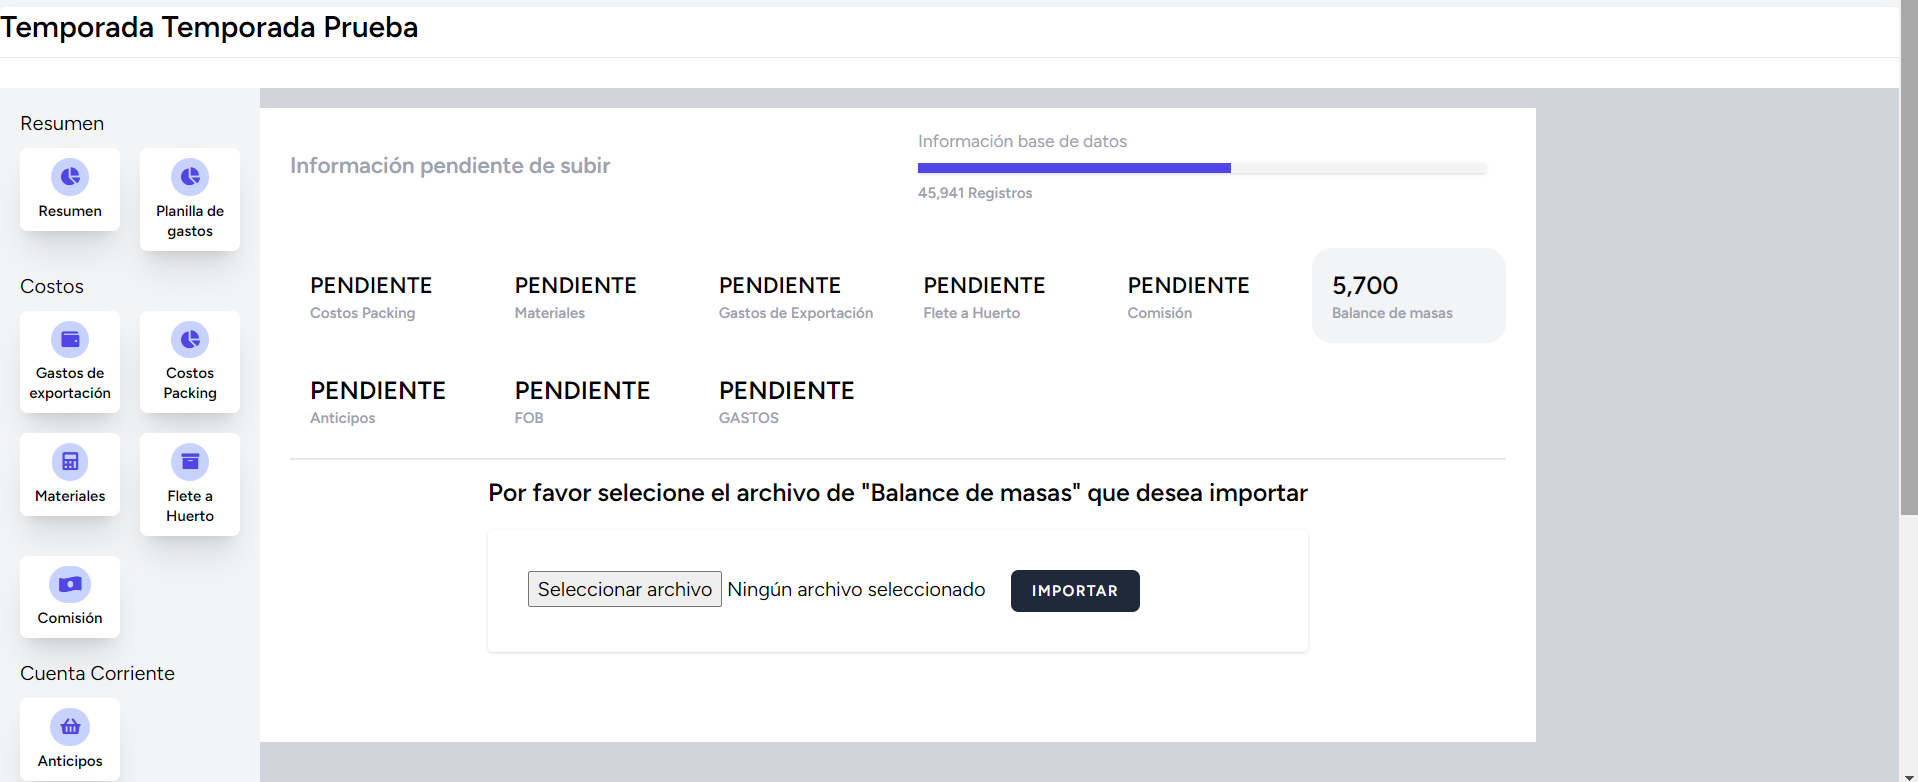 Temporada Temporada Prueba
Resumen
Resumen
Planilla de
gastos
Costos
Gastos de
exportación
Costos
Packing
Materiales
Flete a
Huerto
Comisión
Cuenta Corriente
Anticipos
Información pendiente de subir
Información base de datos
45,941 Registros
PENDIENTE
Costos Packing
PENDIENTE
Materiales
PENDIENTE
Gastos de Exportación
PENDIENTE
Flete a Huerto
PENDIENTE
Comisión
5,700
Balance de masas
PENDIENTE
Anticipos
PENDIENTE
FOB
PENDIENTE
GASTOS
Por favor selecione el archivo de "Balance de masas" que desea importar
Seleccionar archivo Ningún archivo seleccionado
IMPORTAR